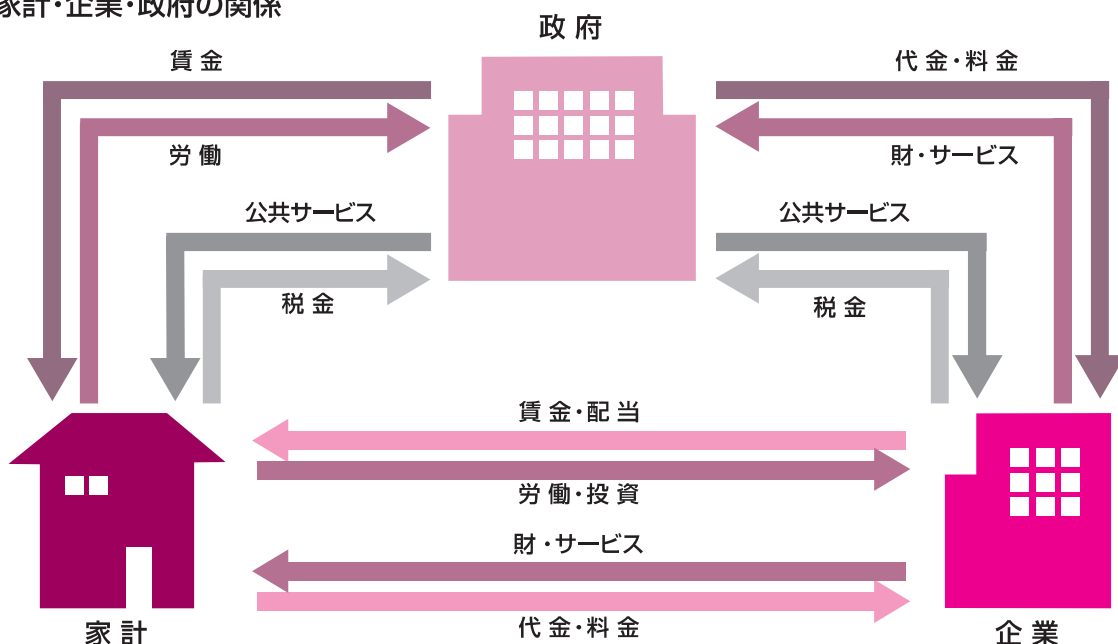 家計・企業・政府の関係
政府
賃金
代金・料金
労働
財・サービス
公共サービス
公共サービス
税金
税金
賃金・配当
労働・投資
財・サービス
代金・料金
家計
企業